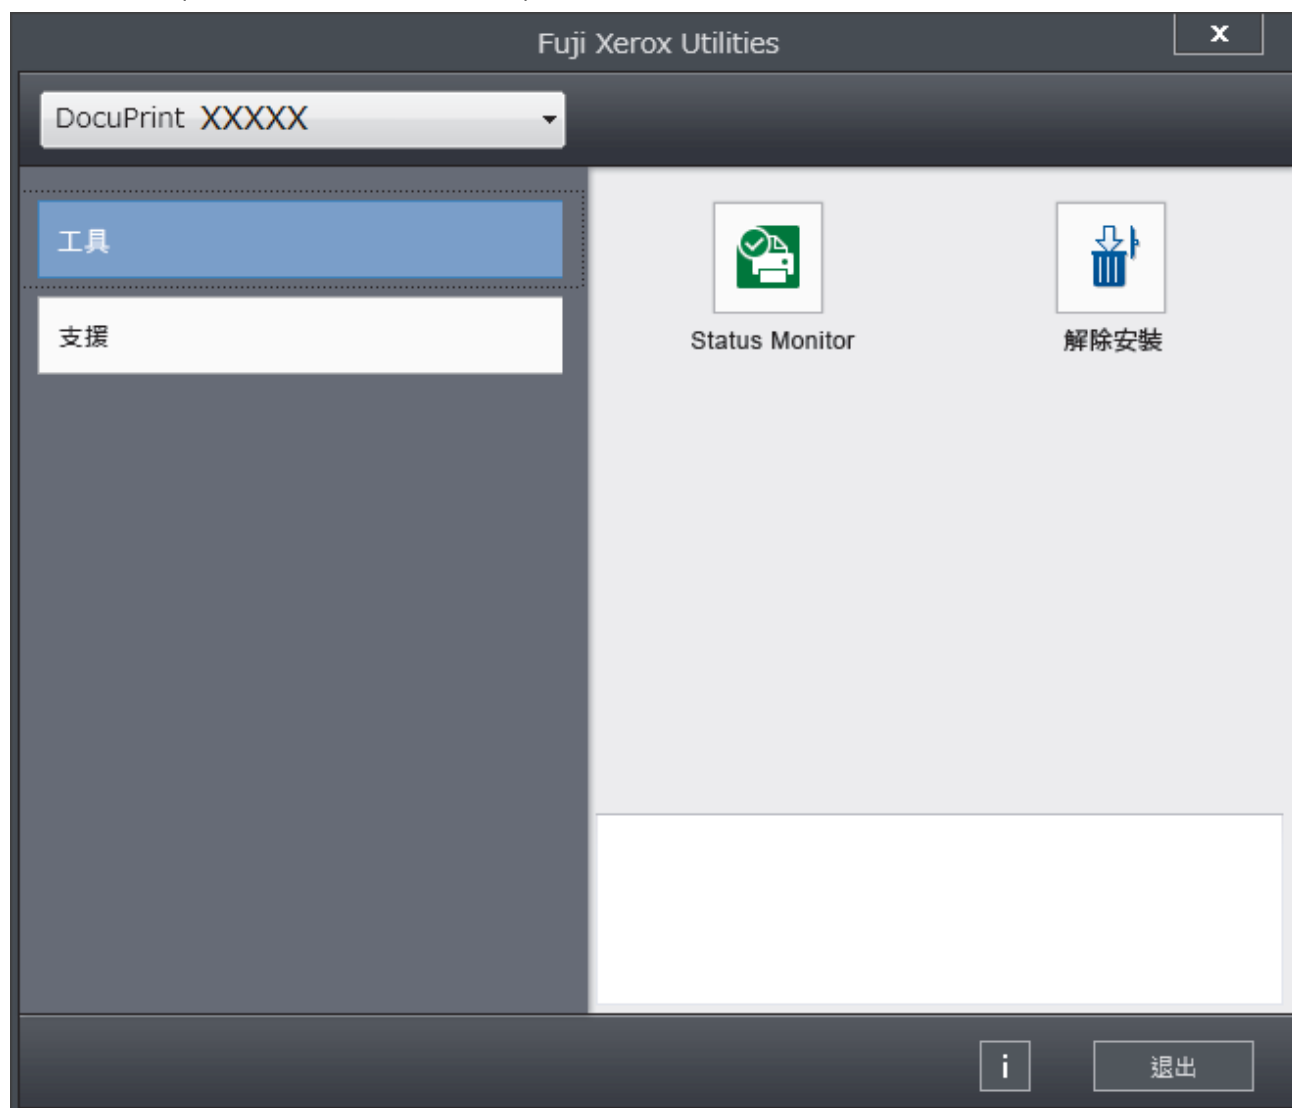 Fuji Xerox Utilities
x
DocuPrint XXXXX
工具
支援
Status Monitor
解除安裝
i
退出